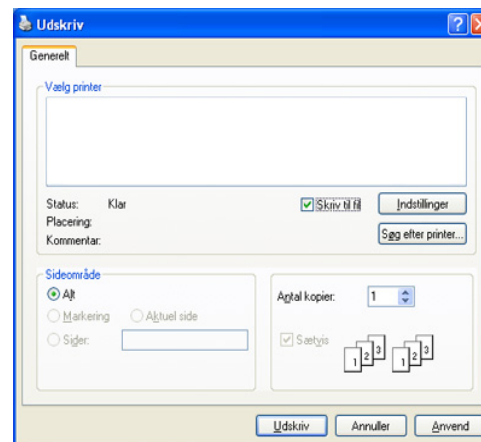 Udskriv
Generelt
Vælg printer
Status: Klar
Skriv til fil
Indstillinger
Placering:
Kommentar:
Søg efter printer...
Sideområde
Alt
Markering Aktuel side
Sider:
Antal kopier: 1
Sætvis
1 2 3 1 2 3
Udskriv Annuller Anvend